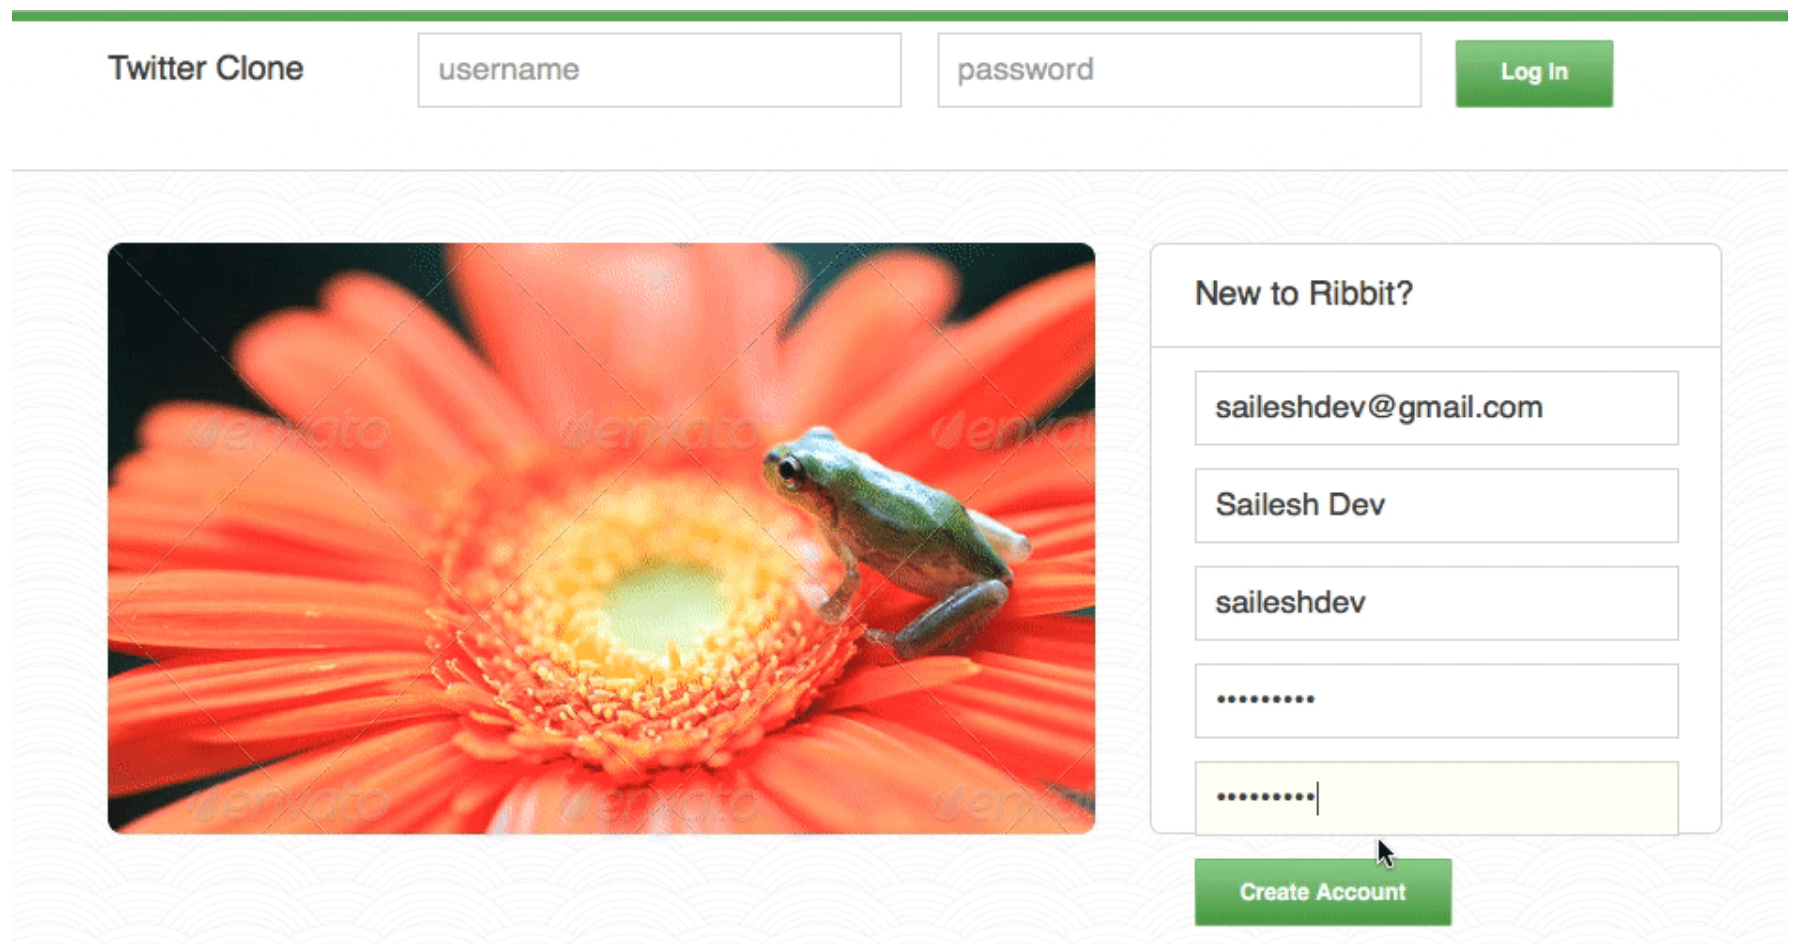 Twitter Clone username password Log In
New to Ribbit?
saileshdev@gmail.com
Sailesh Dev
saileshdev
•••••••••
•••••••••
Create Account
envato envato envato
envato envato envato